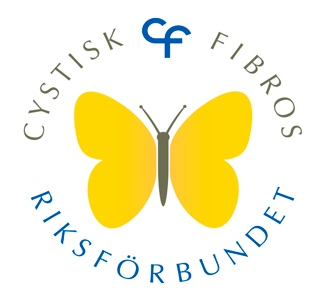 CYSTISK CF FIBROS
RIKSFÖRBUNDET